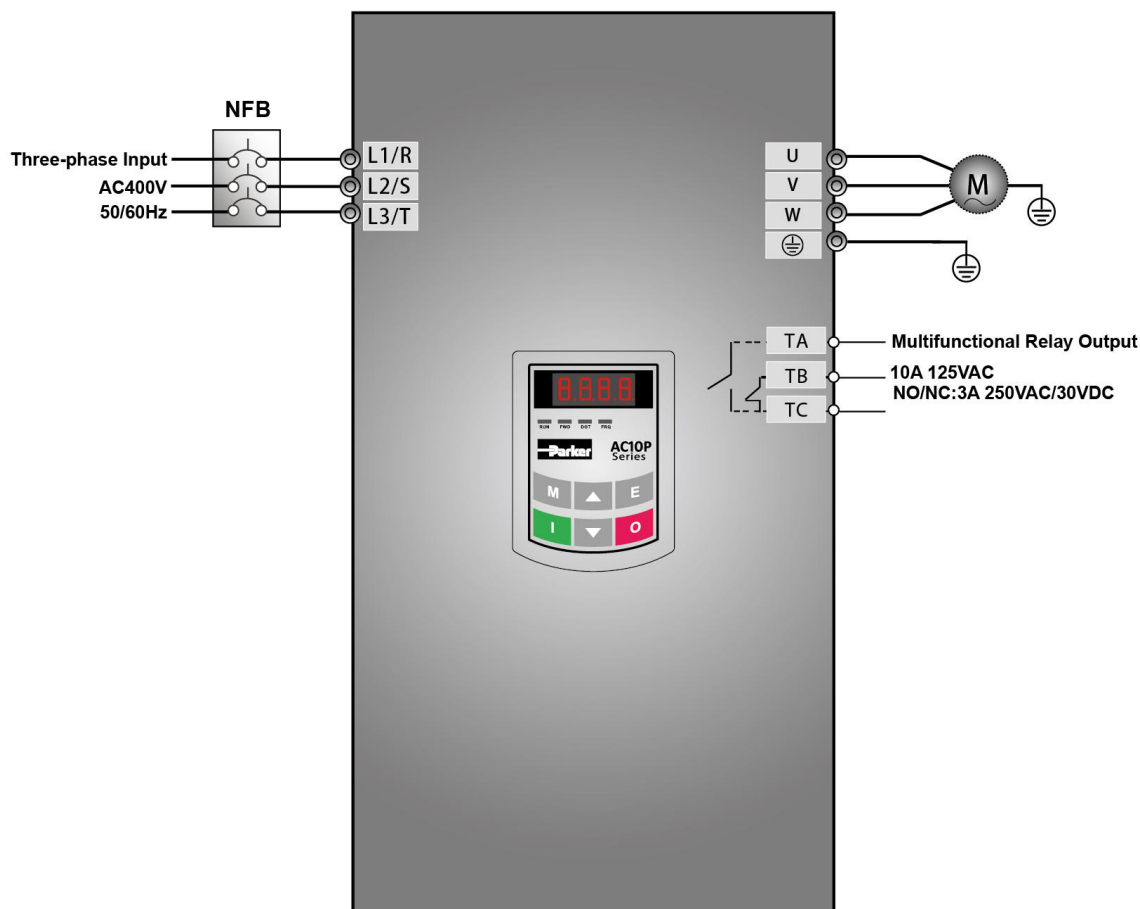 NFB
Three-phase Input
AC400V
50/60Hz
L1/R
L2/S
L3/T
U
V
W
M
TA
TB
TC
Multifunctional Relay Output
10A 125VAC
NO/NC:3A 250VAC/30VDC
8.8.8.8
RUN FWD DGT FRQ
Parker
AC10P
Series
M E
I O